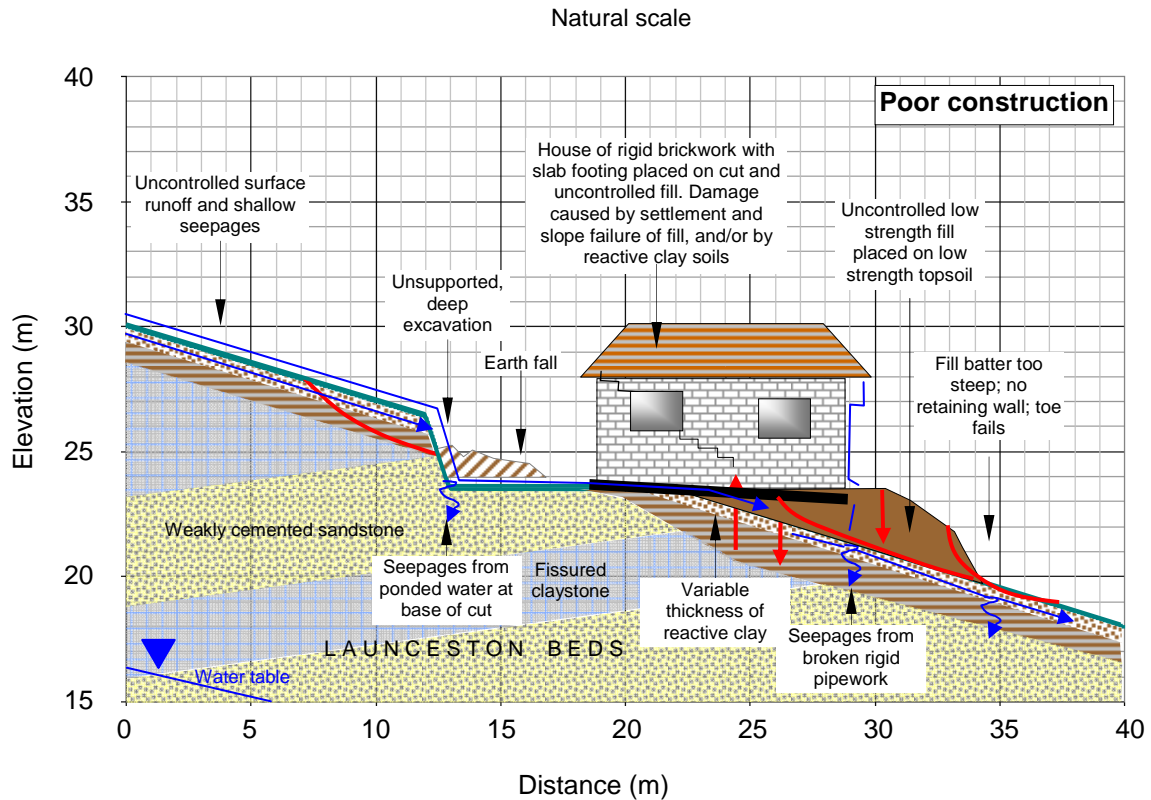 Natural scale
Poor construction
Elevation (m)
40
35
30
25
20
15
House of rigid brickwork with
slab footing placed on cut and
uncontrolled fill. Damage
caused by settlement and
slope failure of fill, and/or by
reactive clay soils
Uncontrolled surface
runoff and shallow
seepages
Uncontrolled low
strength fill
placed on low
strength topsoil
Unsupported,
deep
excavation
Earth fall
Fill batter too
steep; no
retaining wall; toe
fails
Weakly cemented sandstone
Seepages from
ponded water at
base of cut
Fissured
claystone
Variable
thickness of
reactive clay
Seepages from
broken rigid
pipework
LAUNCESTON BEDS
Water table
0 5 10 15 20 25 30 35 40
Distance (m)